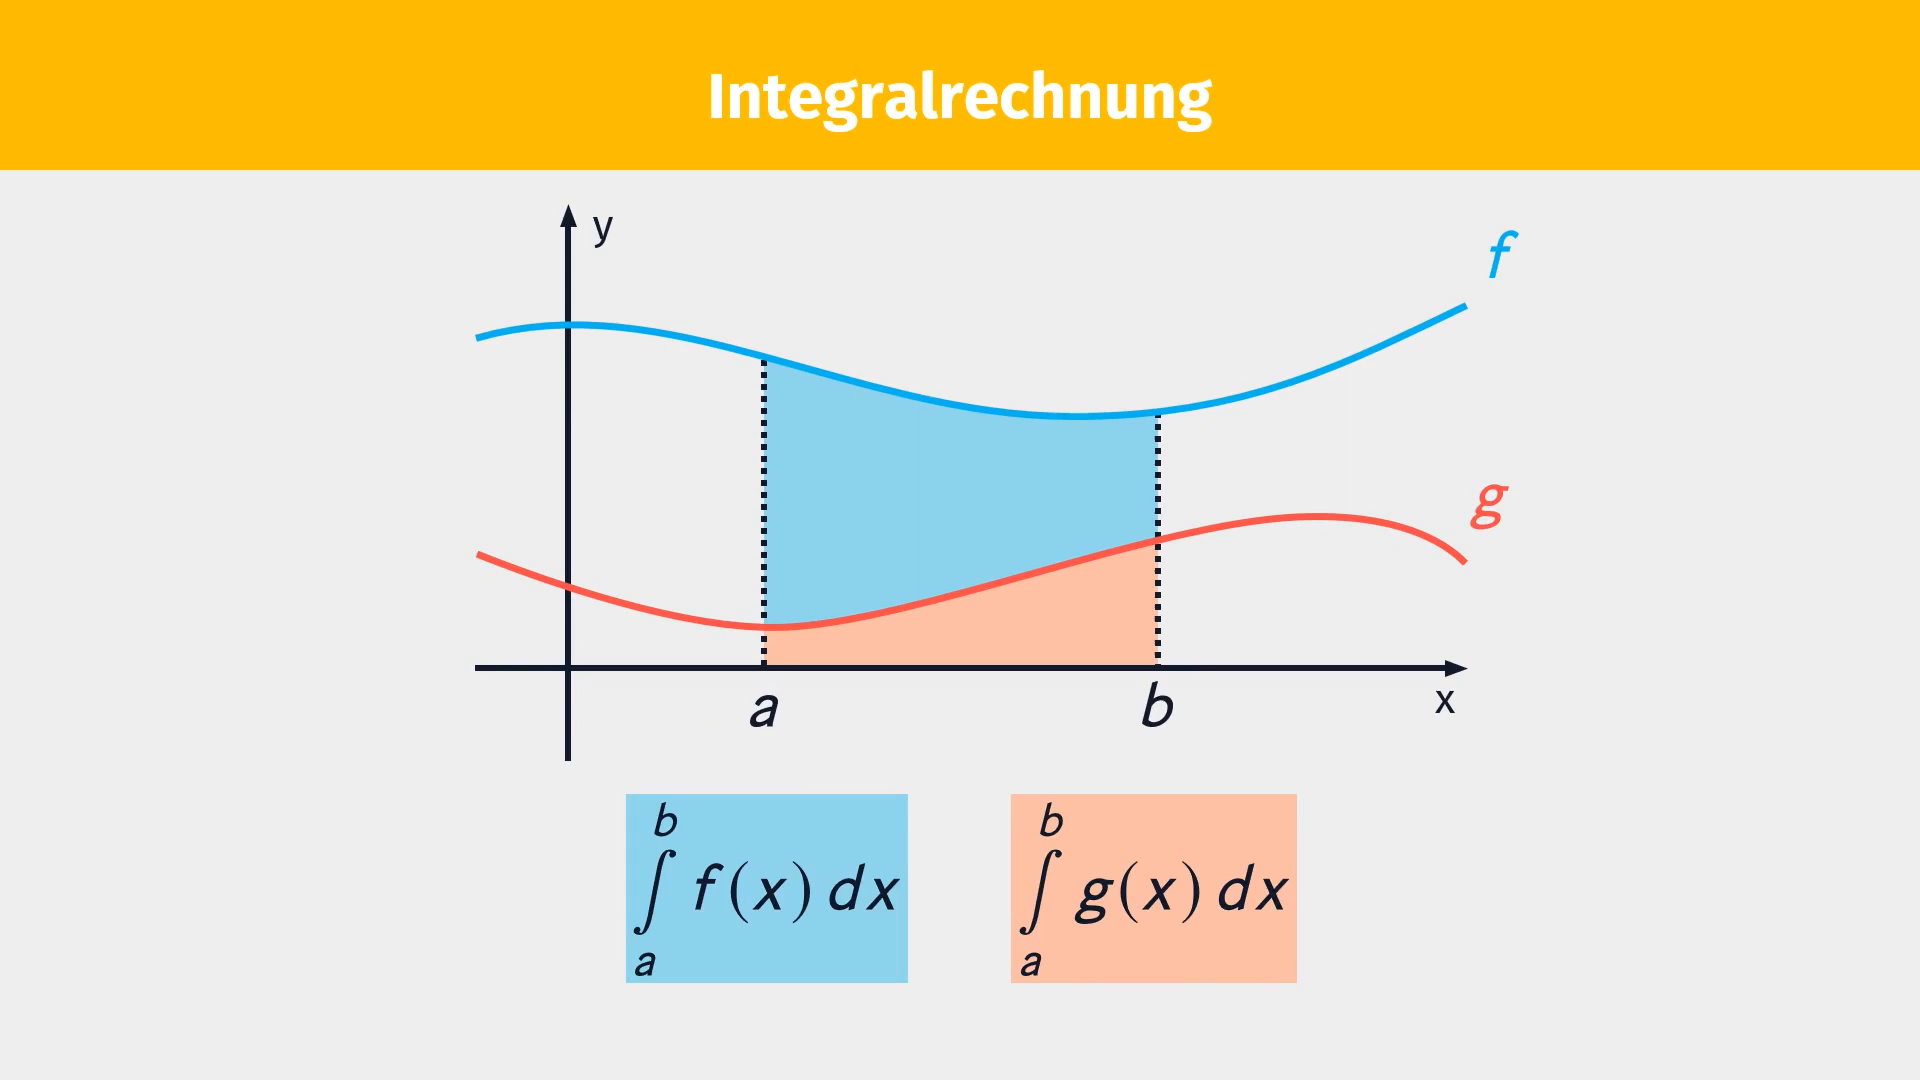 Integralrechnung
y
f
g
a
b
x
b
∫ f(x) dx
a
b
∫ g(x) dx
a